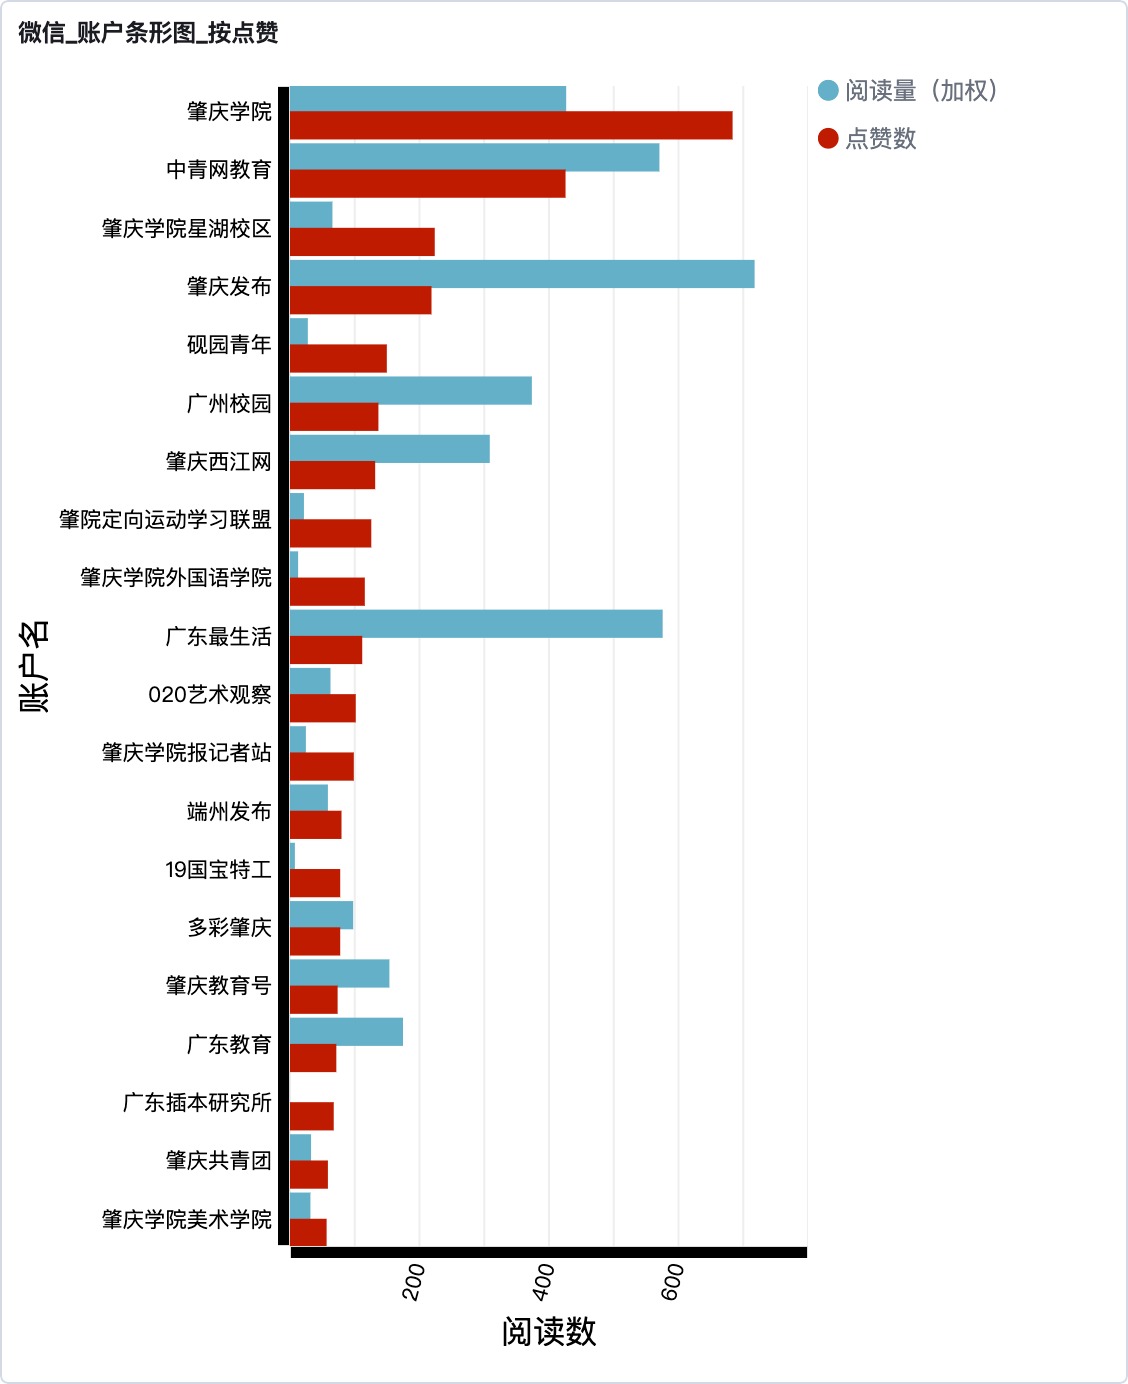 微信_账户条形图_按点赞
阅读量（加权）
点赞数
肇庆学院
中青网教育
肇庆学院星湖校区
肇庆发布
砚园青年
广州校园
肇庆西江网
肇院定向运动学习联盟
肇庆学院外国语学院
广东最生活
020艺术观察
肇庆学院报记者站
端州发布
19国宝特工
多彩肇庆
肇庆教育号
广东教育
广东插本研究所
肇庆共青团
肇庆学院美术学院
账户名
200
400
600
阅读数